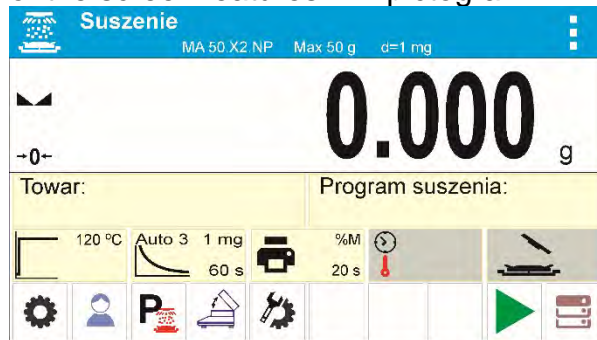 Suszenie
MA 50.X2 NP Max 50 g d=1 mg
0.000 g
→0←
Towar: Program suszenia:
120 ºC Auto 3 1 mg %M
60 s 20 s
P